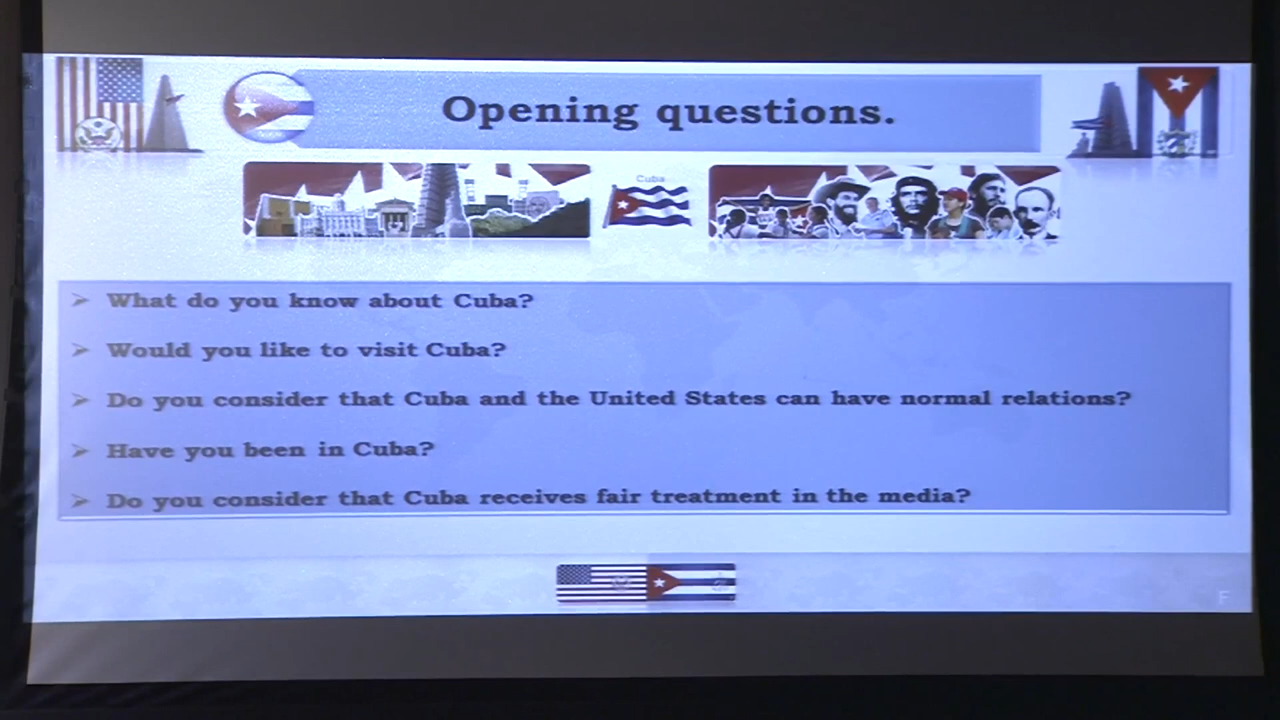 Opening questions.
Cuba
What do you know about Cuba?
Would you like to visit Cuba?
Do you consider that Cuba and the United States can have normal relations?
Have you been in Cuba?
Do you consider that Cuba receives fair treatment in the media?
F